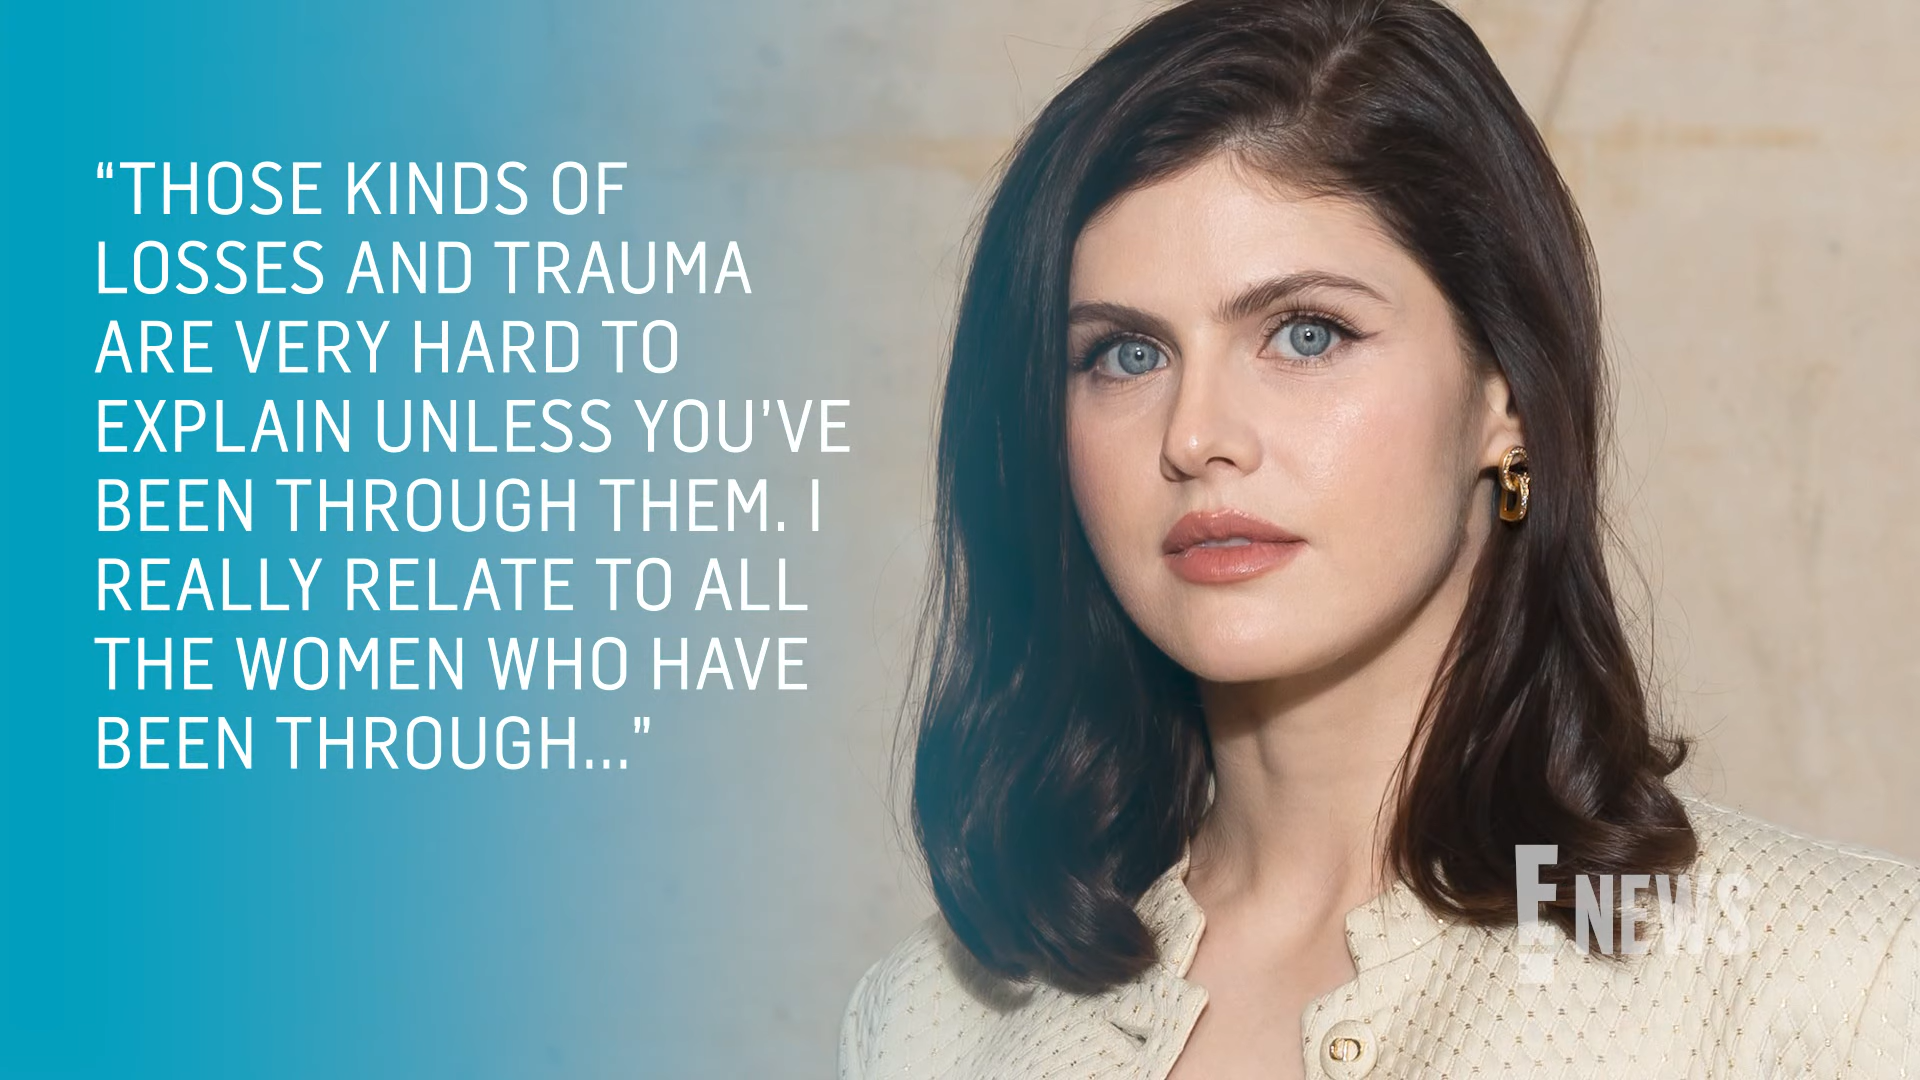 “THOSE KINDS OF
LOSSES AND TRAUMA
ARE VERY HARD TO
EXPLAIN UNLESS YOU’VE
BEEN THROUGH THEM. I
REALLY RELATE TO ALL
THE WOMEN WHO HAVE
BEEN THROUGH...”
E! NEWS